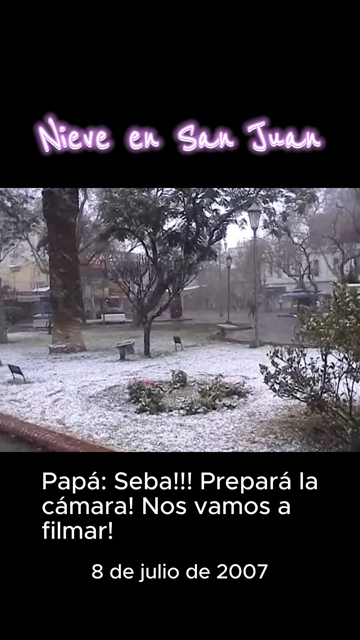 Nieve en San Juan
Papá: Seba!!! Prepará la
cámara! Nos vamos a
filmar!
8 de julio de 2007